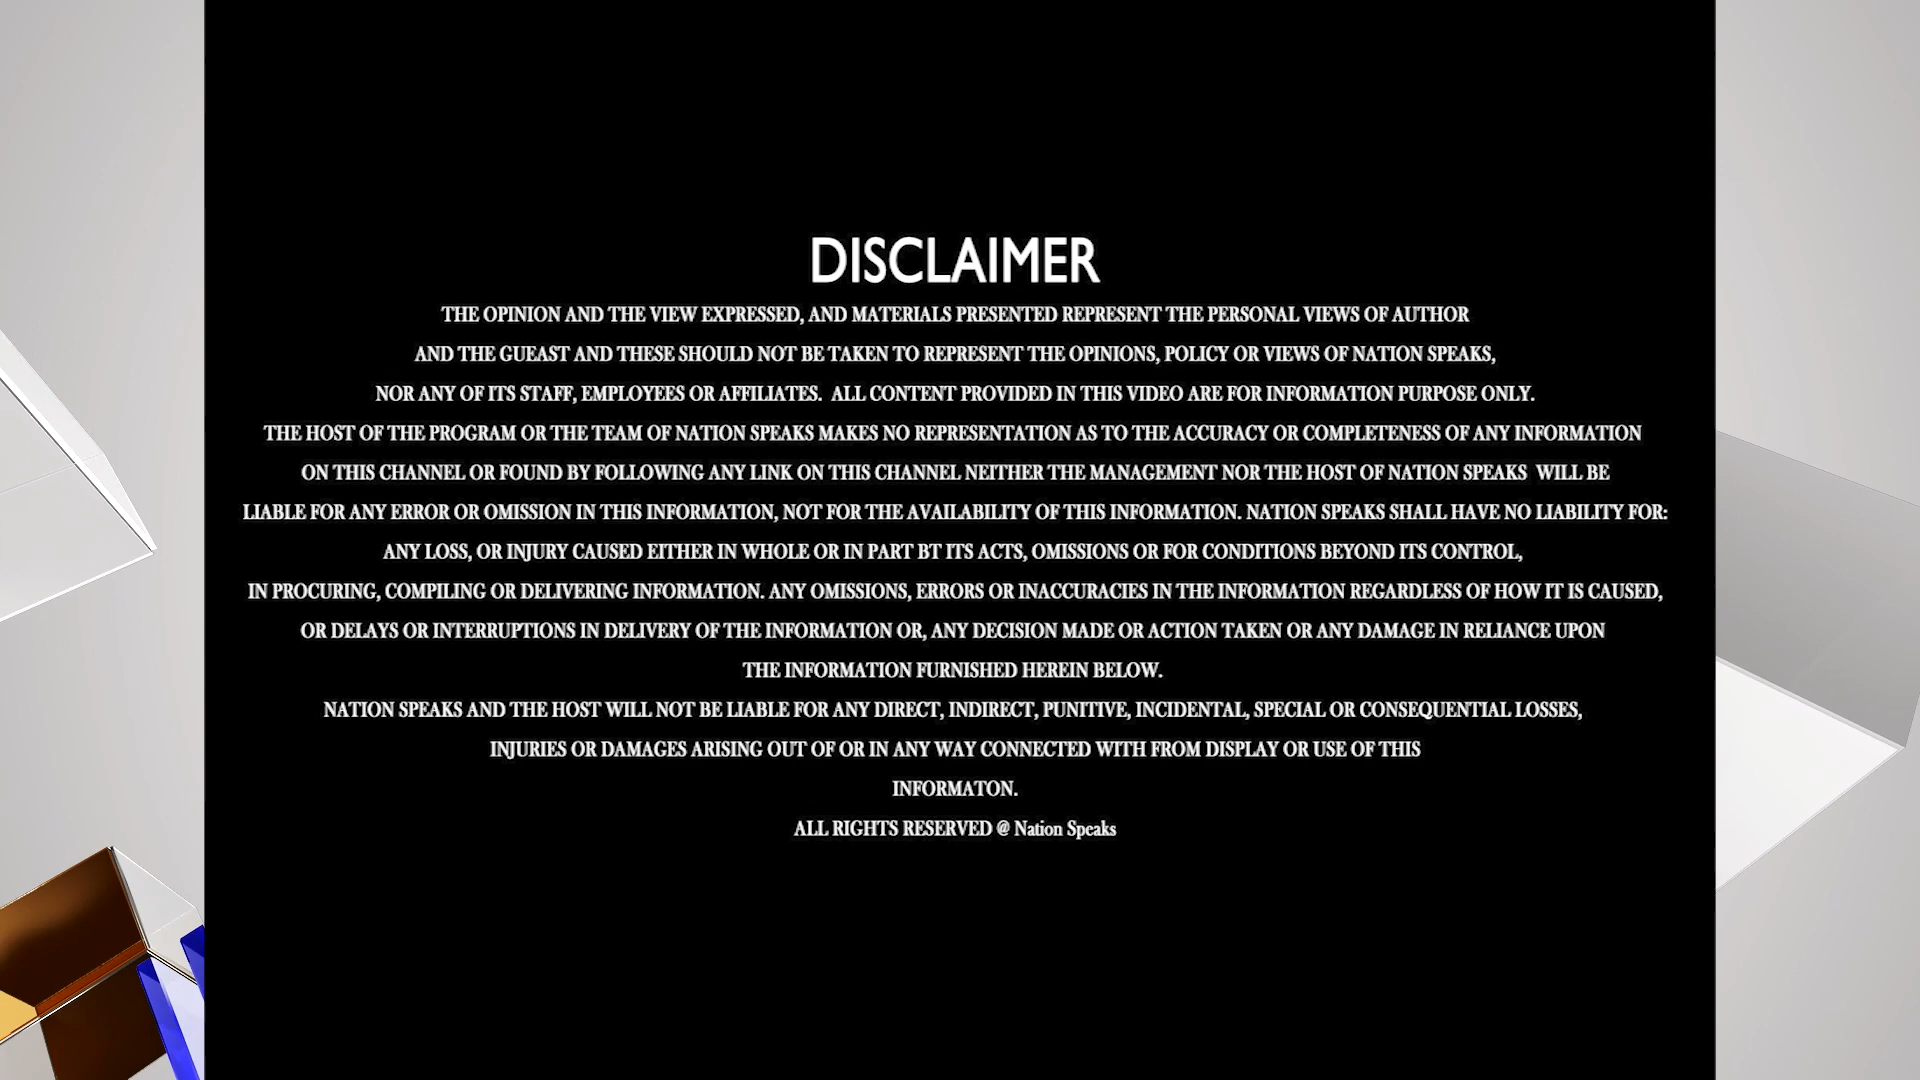 DISCLAIMER
THE OPINION AND THE VIEW EXPRESSED, AND MATERIALS PRESENTED REPRESENT THE PERSONAL VIEWS OF AUTHOR
AND THE GUEAST AND THESE SHOULD NOT BE TAKEN TO REPRESENT THE OPINIONS, POLICY OR VIEWS OF NATION SPEAKS,
NOR ANY OF ITS STAFF, EMPLOYEES OR AFFILIATES.  ALL CONTENT PROVIDED IN THIS VIDEO ARE FOR INFORMATION PURPOSE ONLY.
THE HOST OF THE PROGRAM OR THE TEAM OF NATION SPEAKS MAKES NO REPRESENTATION AS TO THE ACCURACY OR COMPLETENESS OF ANY INFORMATION
ON THIS CHANNEL OR FOUND BY FOLLOWING ANY LINK ON THIS CHANNEL NEITHER THE MANAGEMENT NOR THE HOST OF NATION SPEAKS  WILL BE
LIABLE FOR ANY ERROR OR OMISSION IN THIS INFORMATION, NOT FOR THE AVAILABILITY OF THIS INFORMATION. NATION SPEAKS SHALL HAVE NO LIABILITY FOR:
ANY LOSS, OR INJURY CAUSED EITHER IN WHOLE OR IN PART BT ITS ACTS, OMISSIONS OR FOR CONDITIONS BEYOND ITS CONTROL,
IN PROCURING, COMPILING OR DELIVERING INFORMATION. ANY OMISSIONS, ERRORS OR INACCURACIES IN THE INFORMATION REGARDLESS OF HOW IT IS CAUSED,
OR DELAYS OR INTERRUPTIONS IN DELIVERY OF THE INFORMATION OR, ANY DECISION MADE OR ACTION TAKEN OR ANY DAMAGE IN RELIANCE UPON
THE INFORMATION FURNISHED HEREIN BELOW.
NATION SPEAKS AND THE HOST WILL NOT BE LIABLE FOR ANY DIRECT, INDIRECT, PUNITIVE, INCIDENTAL, SPECIAL OR CONSEQUENTIAL LOSSES,
INJURIES OR DAMAGES ARISING OUT OF OR IN ANY WAY CONNECTED WITH FROM DISPLAY OR USE OF THIS
INFORMATON.
ALL RIGHTS RESERVED @ Nation Speaks